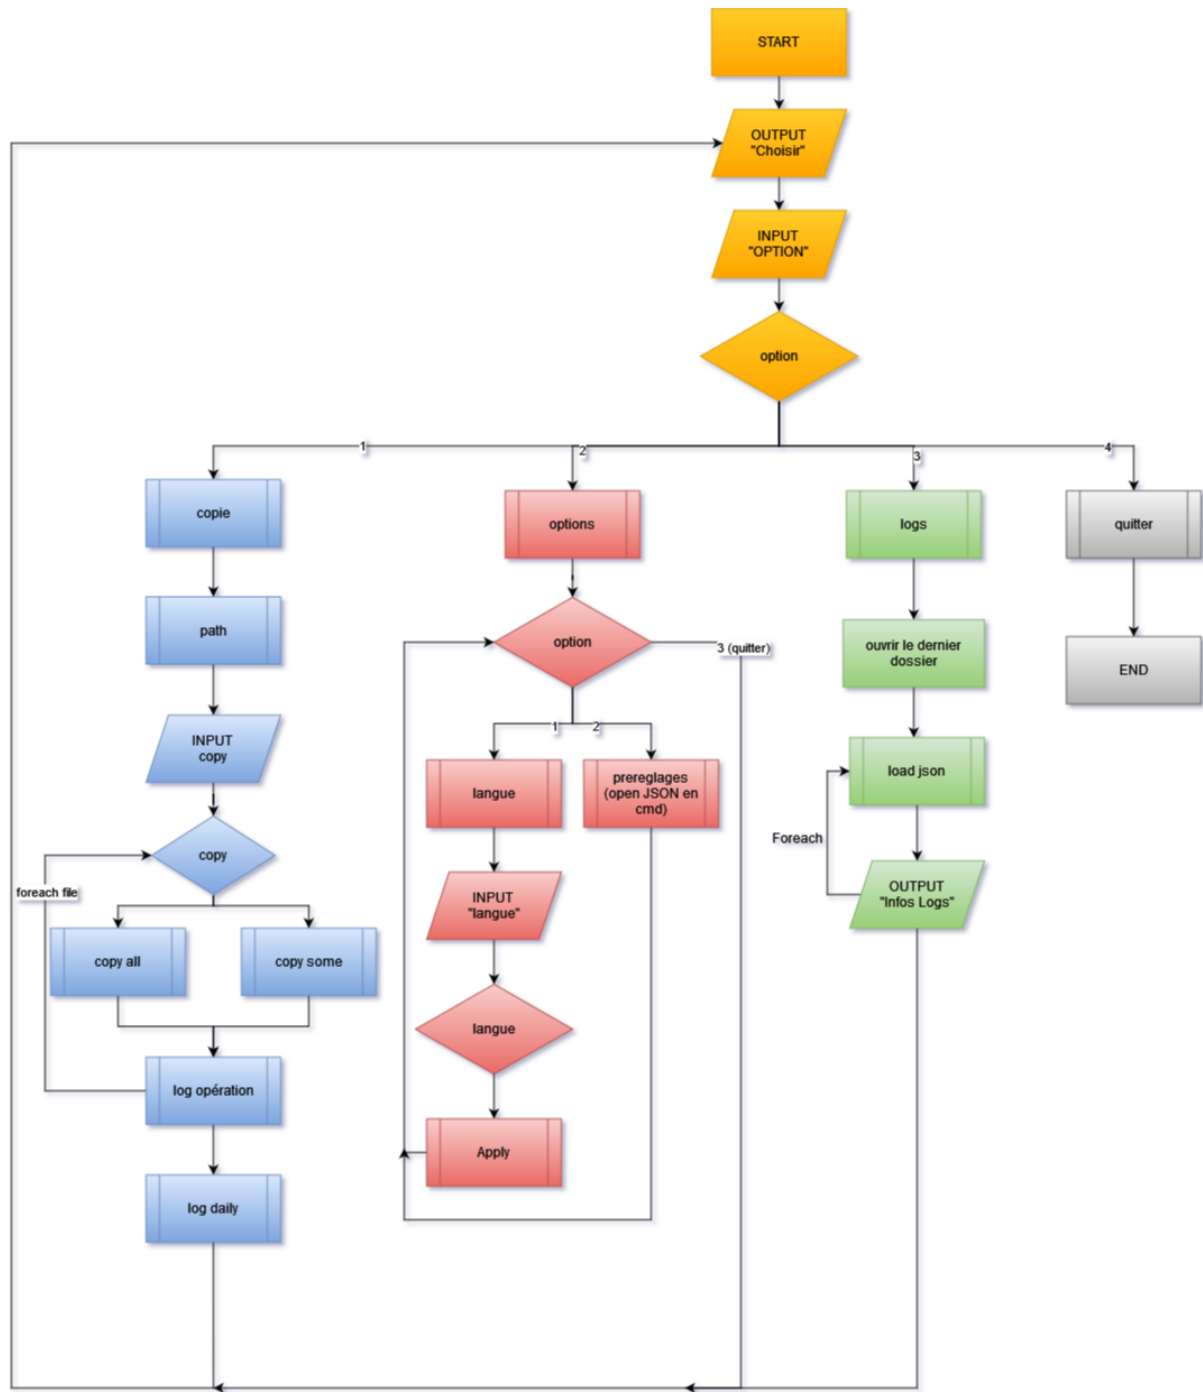 START
OUTPUT
"Choisir"
INPUT
"OPTION"
option
1
2
3
4
copie
options
logs
quitter
path
option
3 (quitter)
ouvrir le dernier
dossier
END
INPUT
copy
1
2
langue
prereglages
(open JSON en
cmd)
load json
copy
Foreach
foreach file
INPUT
"langue"
OUTPUT
"Infos Logs"
copy all
copy some
langue
log opération
Apply
log daily